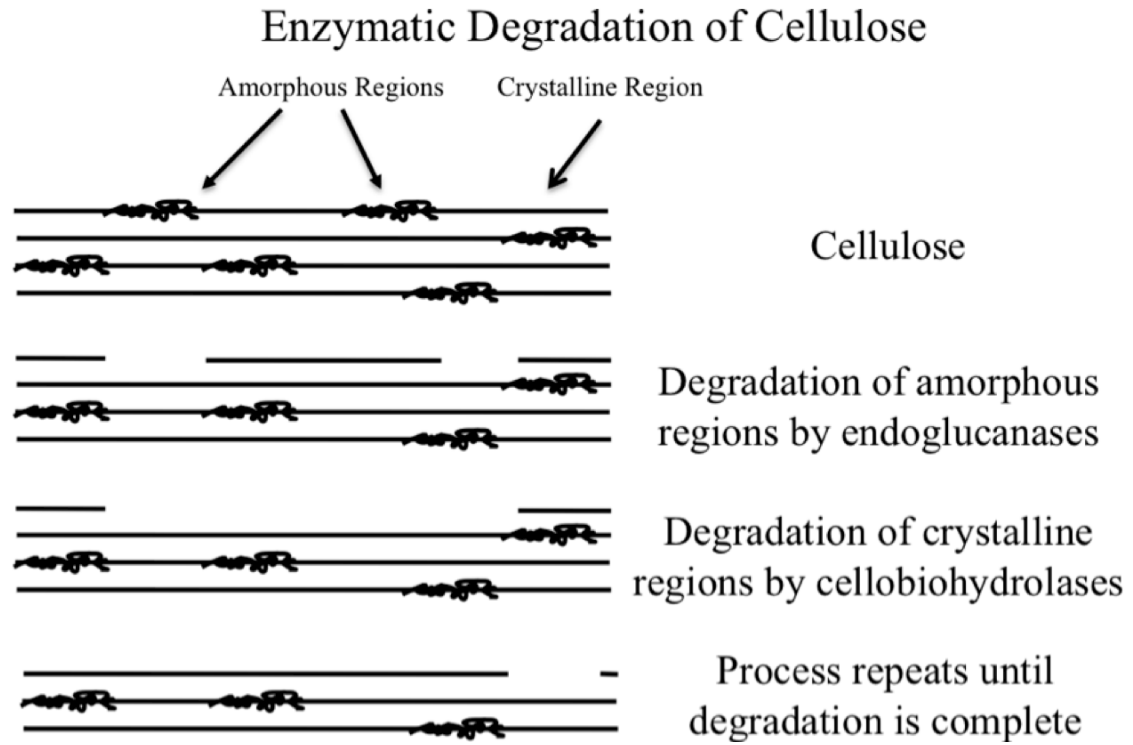 Enzymatic Degradation of Cellulose
Amorphous Regions
Crystalline Region
Cellulose
Degradation of amorphous
regions by endoglucanases
Degradation of crystalline
regions by cellobiohydrolases
Process repeats until
degradation is complete